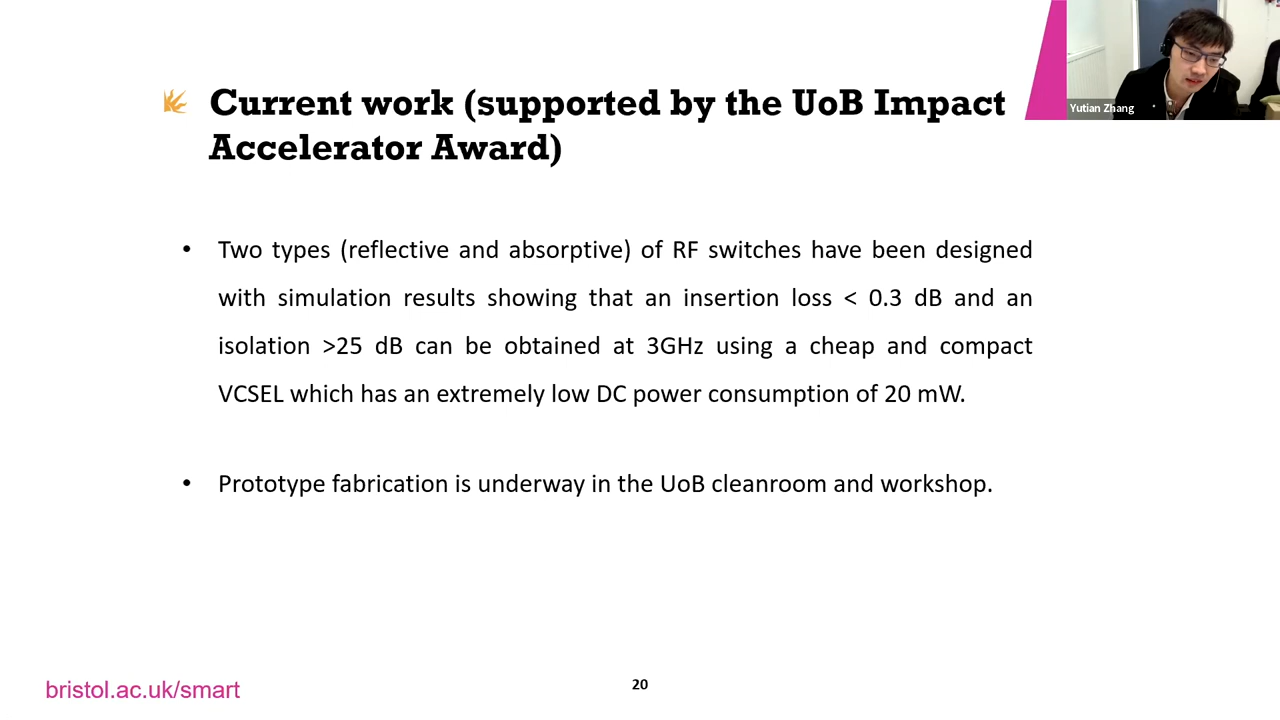 Current work (supported by the UoB Impact
Accelerator Award)
Yutian Zhang
• Two types (reflective and absorptive) of RF switches have been designed
with simulation results showing that an insertion loss < 0.3 dB and an
isolation >25 dB can be obtained at 3GHz using a cheap and compact
VCSEL which has an extremely low DC power consumption of 20 mW.
• Prototype fabrication is underway in the UoB cleanroom and workshop.
bristol.ac.uk/smart
20